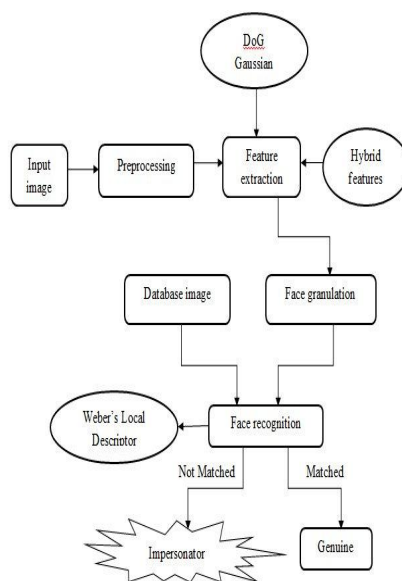 DoG
Gaussian
Input
image
Preprocessing
Feature
extraction
Hybrid
features
Database image
Face granulation
Weber's Local
Descriptor
Face recognition
Not Matched
Matched
Impersonator
Genuine